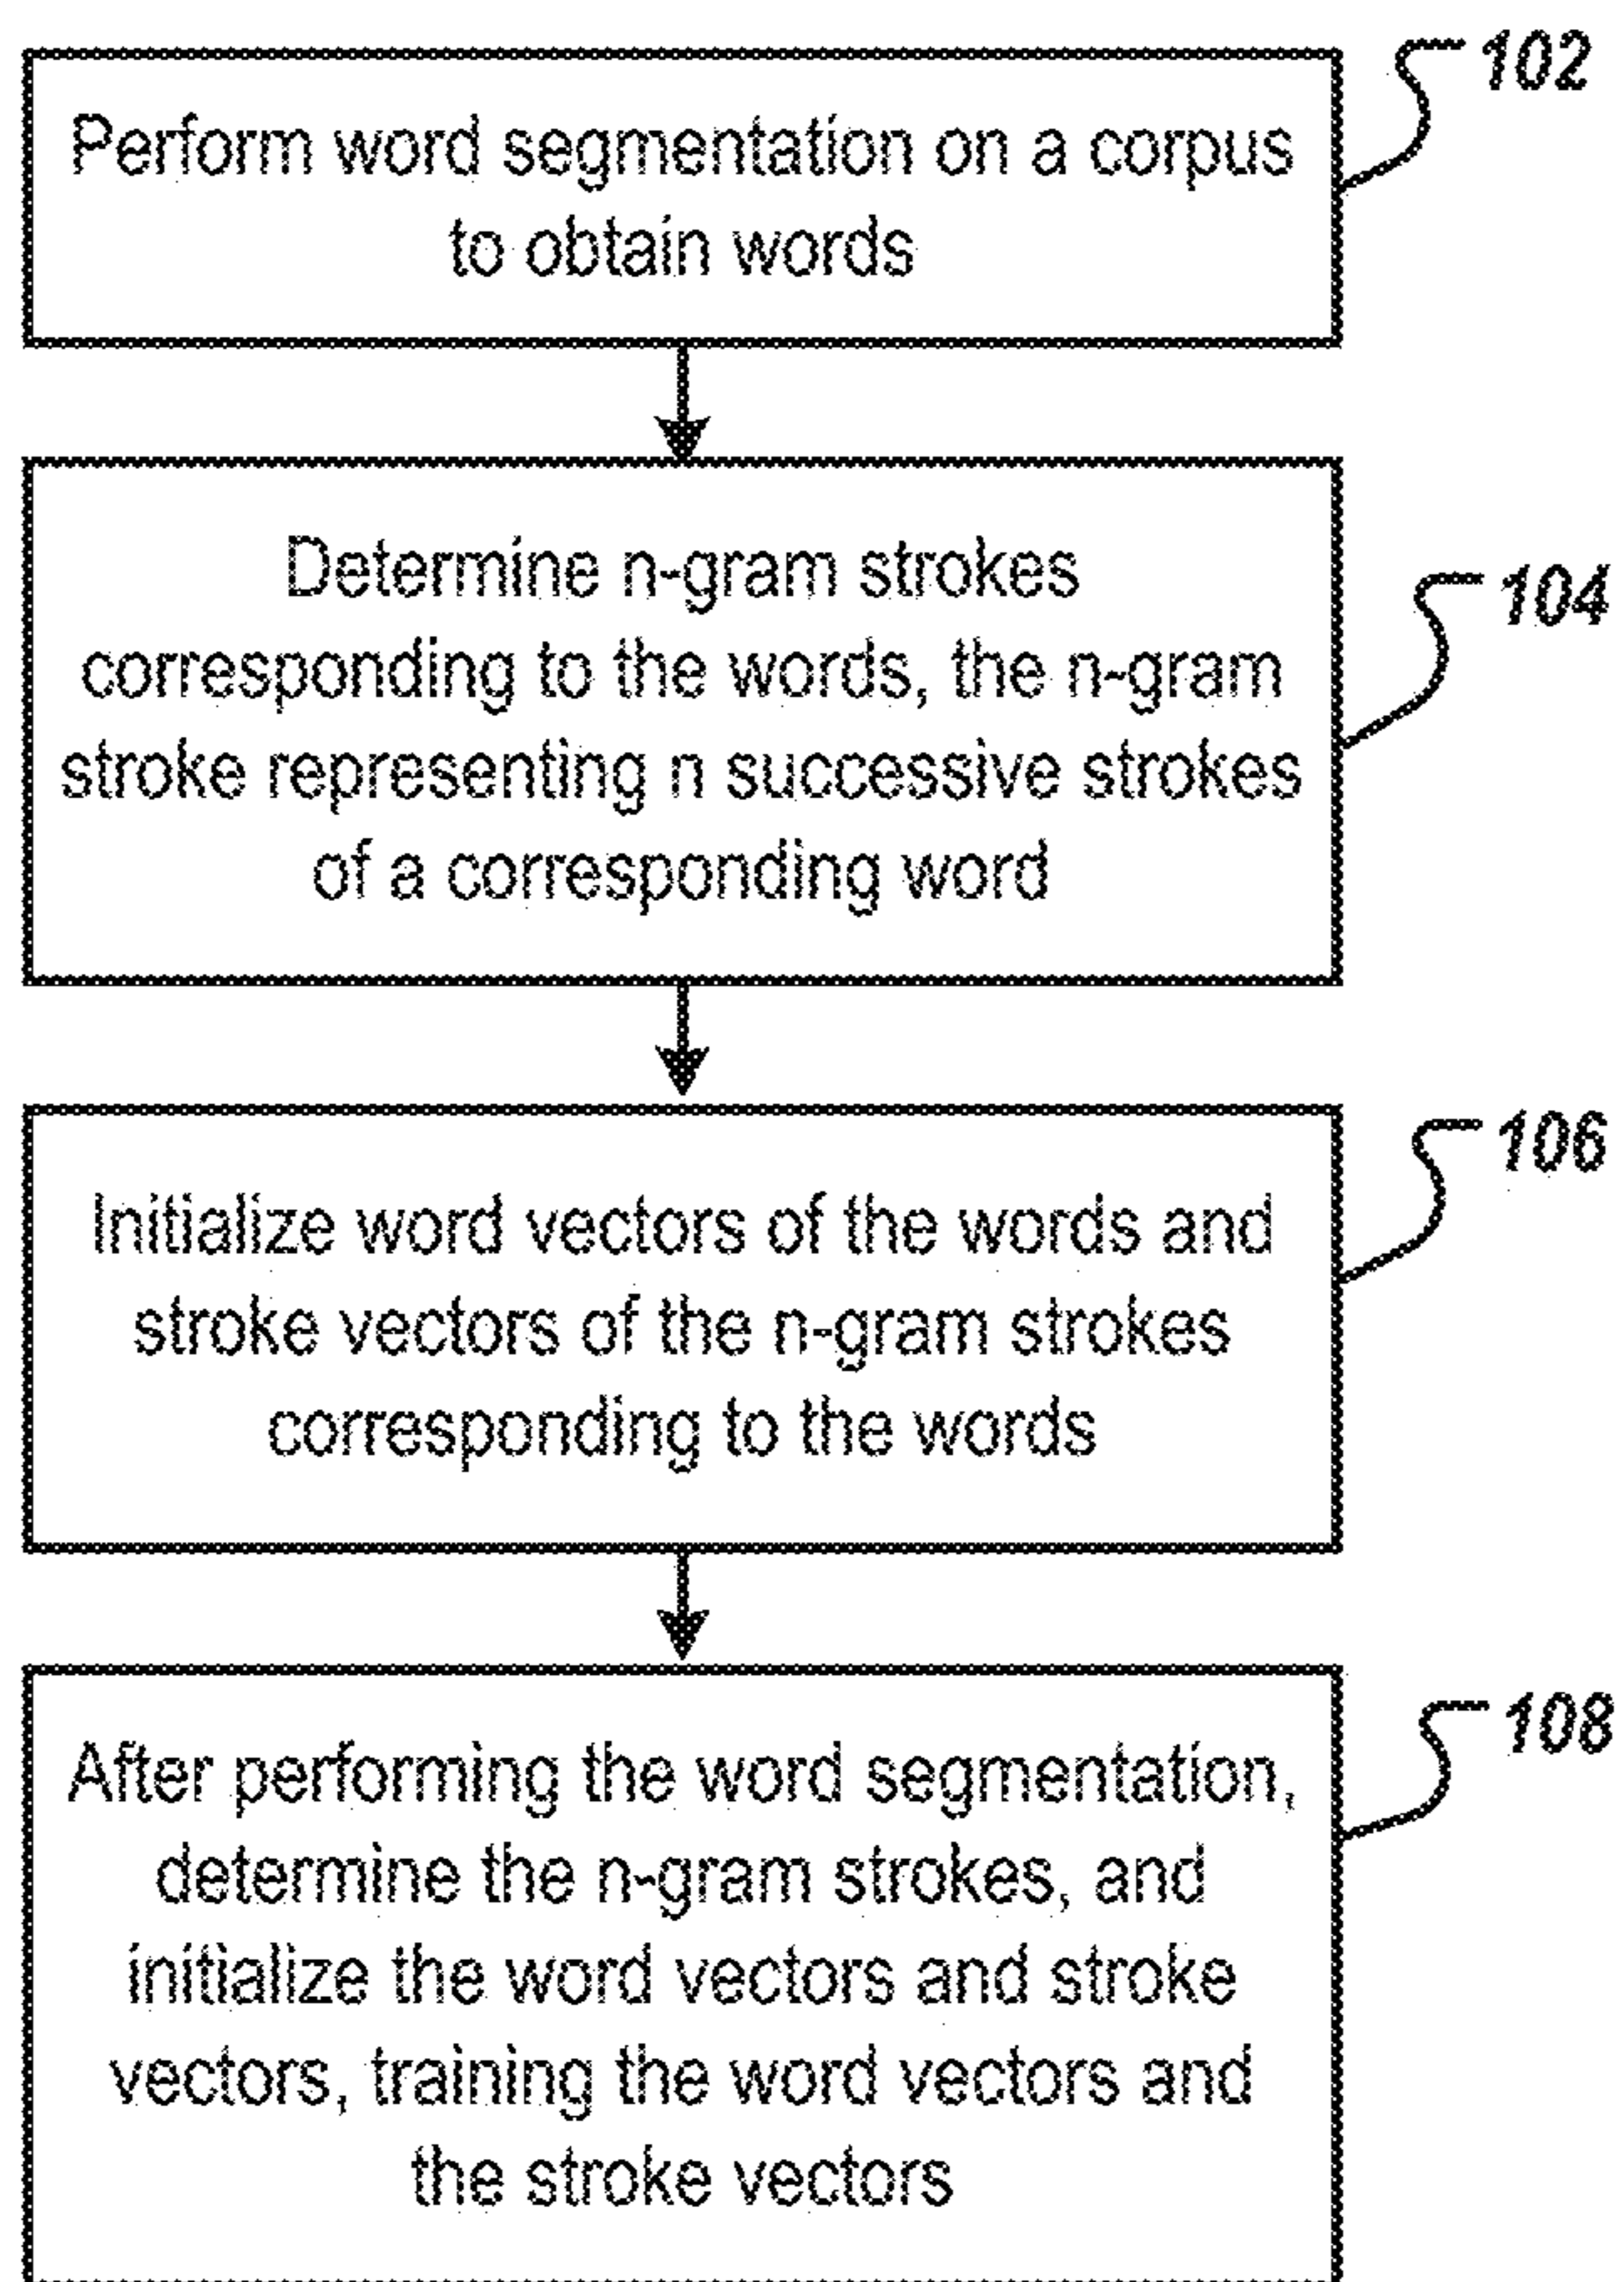 102
Perform word segmentation on a corpus
to obtain words
104
Determine n-gram strokes
corresponding to the words, the n-gram
stroke representing n successive strokes
of a corresponding word
106
Initialize word vectors of the words and
stroke vectors of the n-gram strokes
corresponding to the words
108
After performing the word segmentation,
determine the n-gram strokes, and
initialize the word vectors and stroke
vectors, training the word vectors and
the stroke vectors